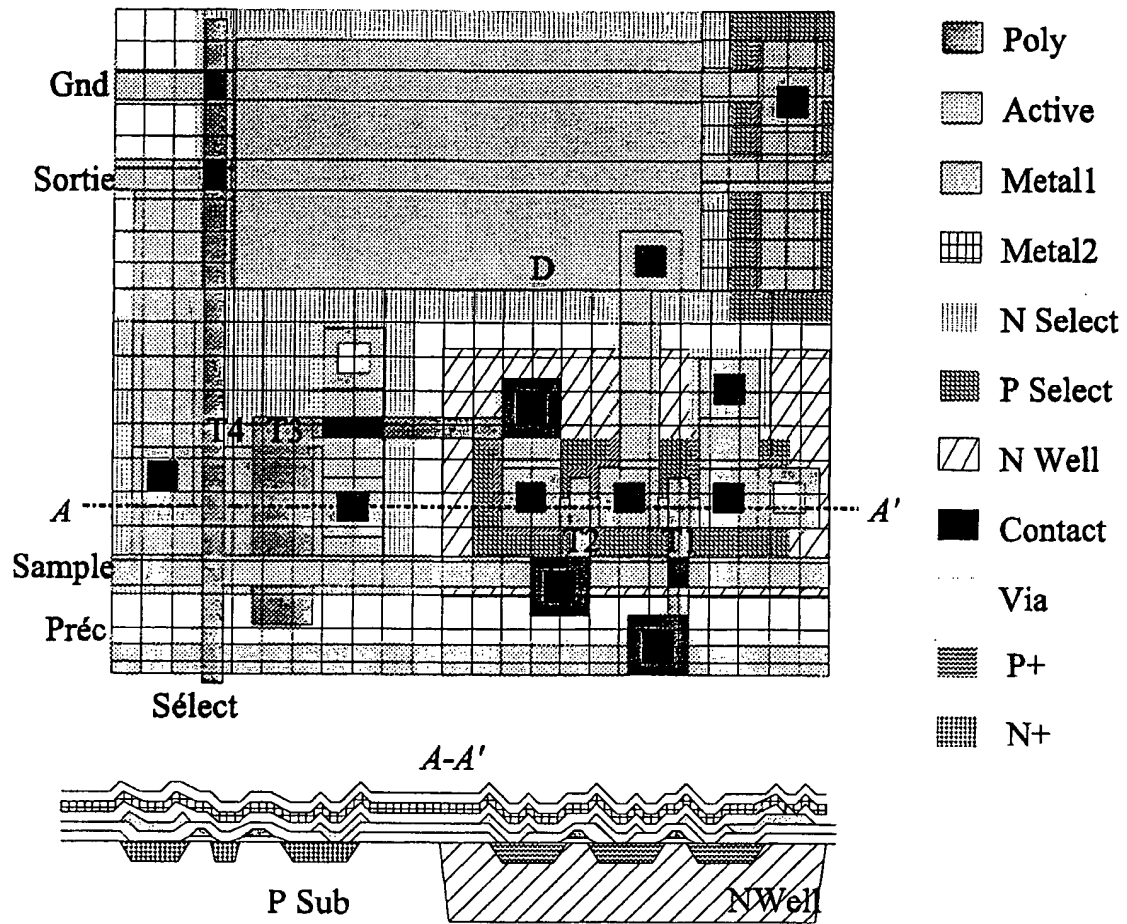 Gnd
Sortie
D
T4
T3
A
A'
T2
T1
Sample
Préc
Sélect
Poly
Active
Metal1
Metal2
N Select
P Select
N Well
Contact
Via
P+
N+
A-A'
P Sub
NWell